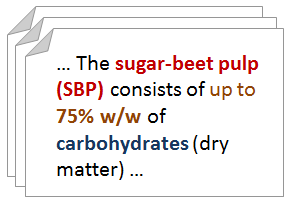 ... The sugar-beet pulp
(SBP) consists of up to
75% w/w of
carbohydrates (dry
matter) ...